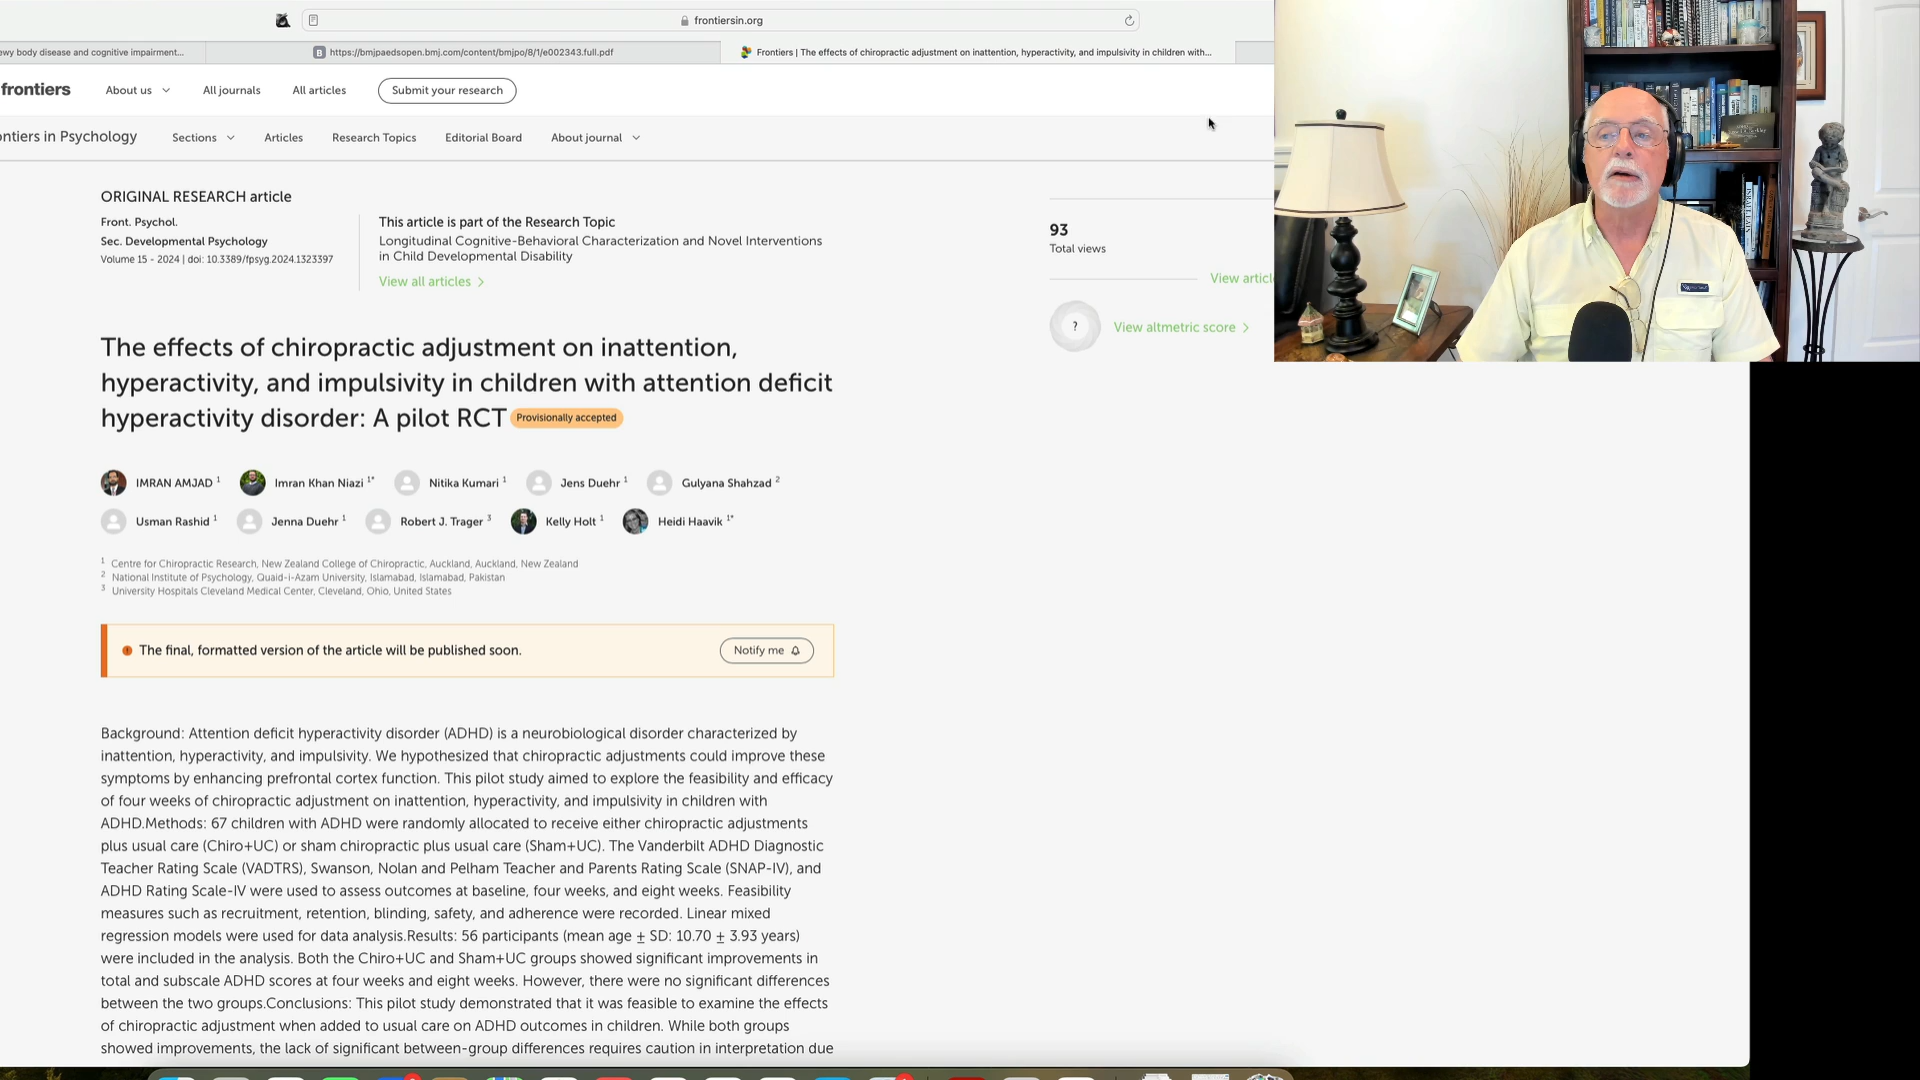 frontiersin.org
ewy body disease and cognitive impairment...
https://bmjpaedsopen.bmj.com/content/bmjpo/8/1/e002343.full.pdf
Frontiers | The effects of chiropractic adjustment on inattention, hyperactivity, and impulsivity in children with...
frontiers
About us
All journals
All articles
Submit your research
ontiers in Psychology
Sections
Articles
Research Topics
Editorial Board
About journal
ORIGINAL RESEARCH article
Front. Psychol.
Sec. Developmental Psychology
Volume 15 - 2024 | doi: 10.3389/fpsyg.2024.1323397
This article is part of the Research Topic
Longitudinal Cognitive-Behavioral Characterization and Novel Interventions
in Child Developmental Disability
View all articles
93
Total views
View articl
?
View altmetric score
The effects of chiropractic adjustment on inattention,
hyperactivity, and impulsivity in children with attention deficit
hyperactivity disorder: A pilot RCT Provisionally accepted
IMRAN AMJAD 1 Imran Khan Niazi 1* Nitika Kumari 1 Jens Duehr 1 Gulyana Shahzad 2
Usman Rashid 1 Jenna Duehr 1 Robert J. Trager 3 Kelly Holt 1 Heidi Haavik 1*
1 Centre for Chiropractic Research, New Zealand College of Chiropractic, Auckland, Auckland, New Zealand
2 National Institute of Psychology, Quaid-i-Azam University, Islamabad, Islamabad, Pakistan
3 University Hospitals Cleveland Medical Center, Cleveland, Ohio, United States
The final, formatted version of the article will be published soon.
Notify me
Background: Attention deficit hyperactivity disorder (ADHD) is a neurobiological disorder characterized by
inattention, hyperactivity, and impulsivity. We hypothesized that chiropractic adjustments could improve these
symptoms by enhancing prefrontal cortex function. This pilot study aimed to explore the feasibility and efficacy
of four weeks of chiropractic adjustment on inattention, hyperactivity, and impulsivity in children with
ADHD.Methods: 67 children with ADHD were randomly allocated to receive either chiropractic adjustments
plus usual care (Chiro+UC) or sham chiropractic plus usual care (Sham+UC). The Vanderbilt ADHD Diagnostic
Teacher Rating Scale (VADTRS), Swanson, Nolan and Pelham Teacher and Parents Rating Scale (SNAP-IV), and
ADHD Rating Scale-IV were used to assess outcomes at baseline, four weeks, and eight weeks. Feasibility
measures such as recruitment, retention, blinding, safety, and adherence were recorded. Linear mixed
regression models were used for data analysis.Results: 56 participants (mean age ± SD: 10.70 ± 3.93 years)
were included in the analysis. Both the Chiro+UC and Sham+UC groups showed significant improvements in
total and subscale ADHD scores at four weeks and eight weeks. However, there were no significant differences
between the two groups.Conclusions: This pilot study demonstrated that it was feasible to examine the effects
of chiropractic adjustment when added to usual care on ADHD outcomes in children. While both groups
showed improvements, the lack of significant between-group differences requires caution in interpretation due